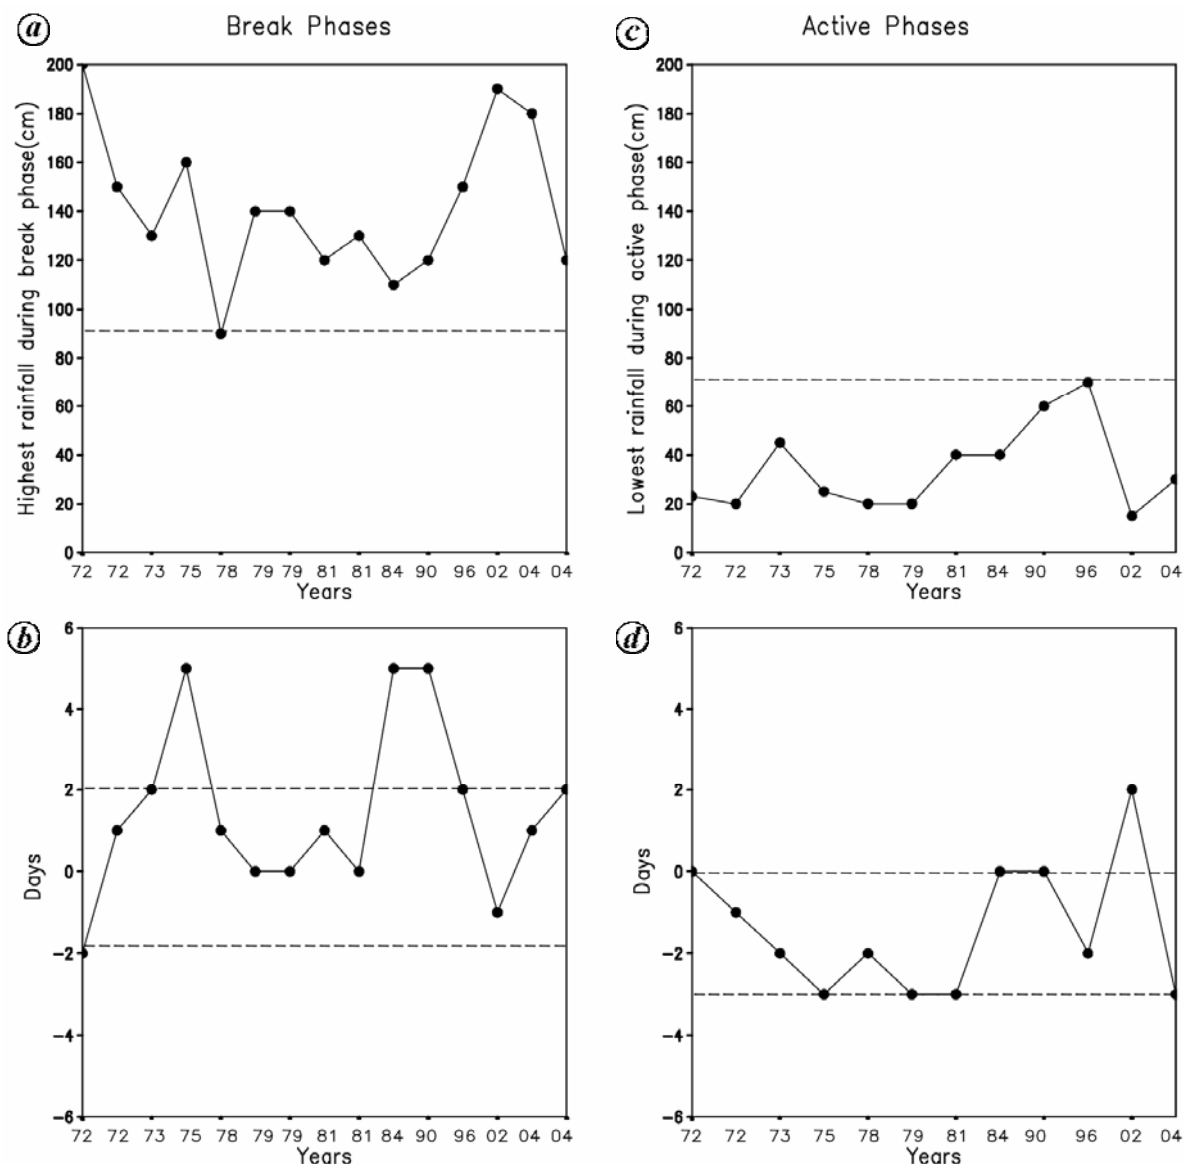 a
Break Phases
Highest rainfall during break phase(cm)
200
180
160
140
120
100
80
60
40
20
0
72 72 73 75 78 79 79 81 81 84 90 96 02 04 04
Years
c
Active Phases
Lowest rainfall during active phase(cm)
200
180
160
140
120
100
80
60
40
20
0
72 72 73 75 78 79 81 84 90 96 02 04
Years
b
Days
6
4
2
0
-2
-4
-6
72 72 73 75 78 79 79 81 81 84 90 96 02 04 04
Years
d
Days
6
4
2
0
-2
-4
-6
72 72 73 75 78 79 81 84 90 96 02 04
Years